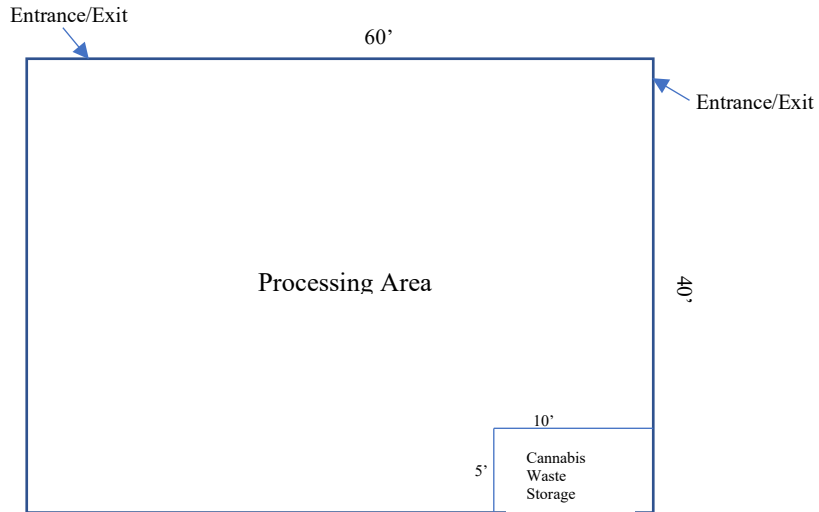 Entrance/Exit
60’
Entrance/Exit
Processing Area
40’
10’
5’
Cannabis
Waste
Storage